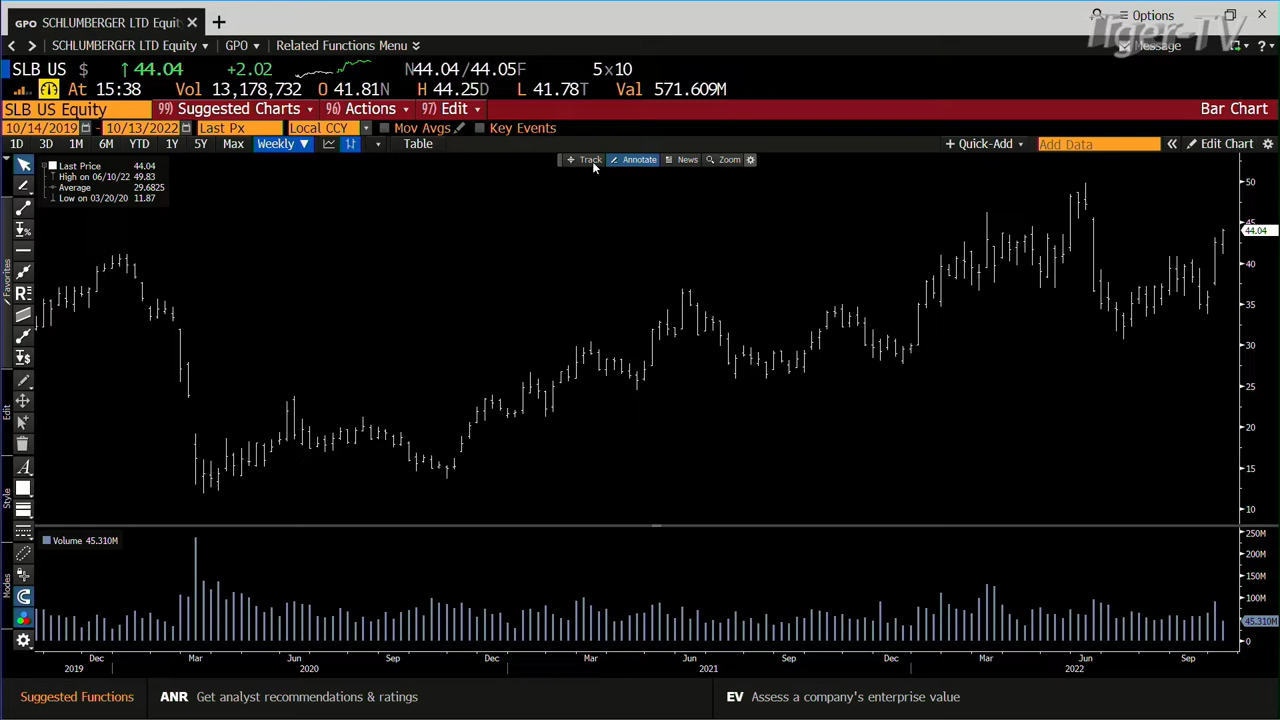 GPO SCHLUMBERGER LTD Equit
Options
SCHLUMBERGER LTD Equity GPO Related Functions Menu
Message ?
Tiger-TV
SLB US $ ↑ 44.04 +2.02 N44.04/44.05F 5x10
At 15:38 Vol 13,178,732 O 41.81N H 44.25D L 41.78T Val 571.609M
SLB US Equity 99) Suggested Charts 96) Actions 97) Edit Bar Chart
10/14/2019 - 10/13/2022 Last Px Local CCY Mov Avgs Key Events
1D 3D 1M 6M YTD 1Y 5Y Max Weekly ▼ Table + Quick-Add Add Data « Edit Chart
Track Annotate News Zoom
Last Price 44.04
High on 06/10/22 49.83
Average 29.6825
Low on 03/20/20 11.87
50
45
44.04
40
35
30
25
20
15
10
Favorites
Edit
Style
Modes
Volume 45.310M
250M
200M
150M
100M
45.310M
0
Dec Mar Jun Sep Dec Mar Jun Sep Dec Mar Jun Sep
2019 2020 2021 2022
Suggested Functions ANR Get analyst recommendations & ratings EV Assess a company's enterprise value